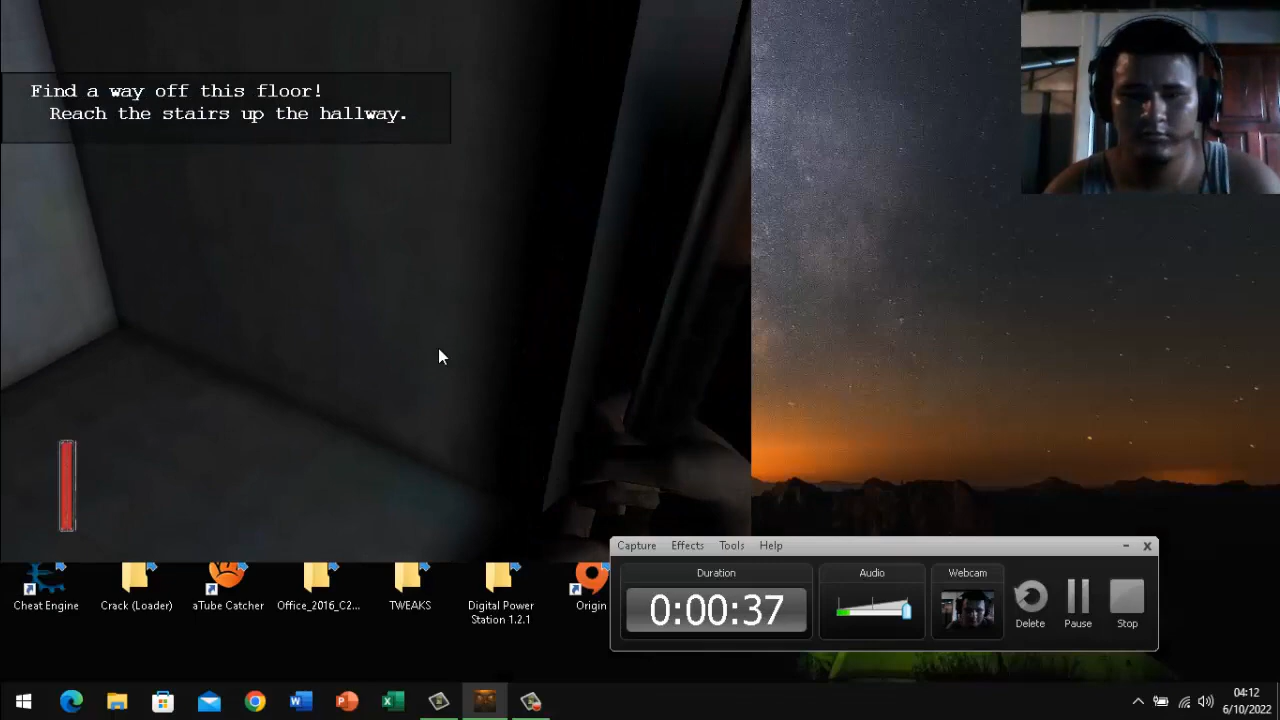 Find a way off this floor!
Reach the stairs up the hallway.
Capture Effects Tools Help
Duration
Audio
Webcam
0:00:37
Delete
Pause
Stop
Cheat Engine
Crack (Loader)
aTube Catcher
Office_2016_C2...
TWEAKS
Digital Power
Station 1.2.1
Origin
04:12
6/10/2022